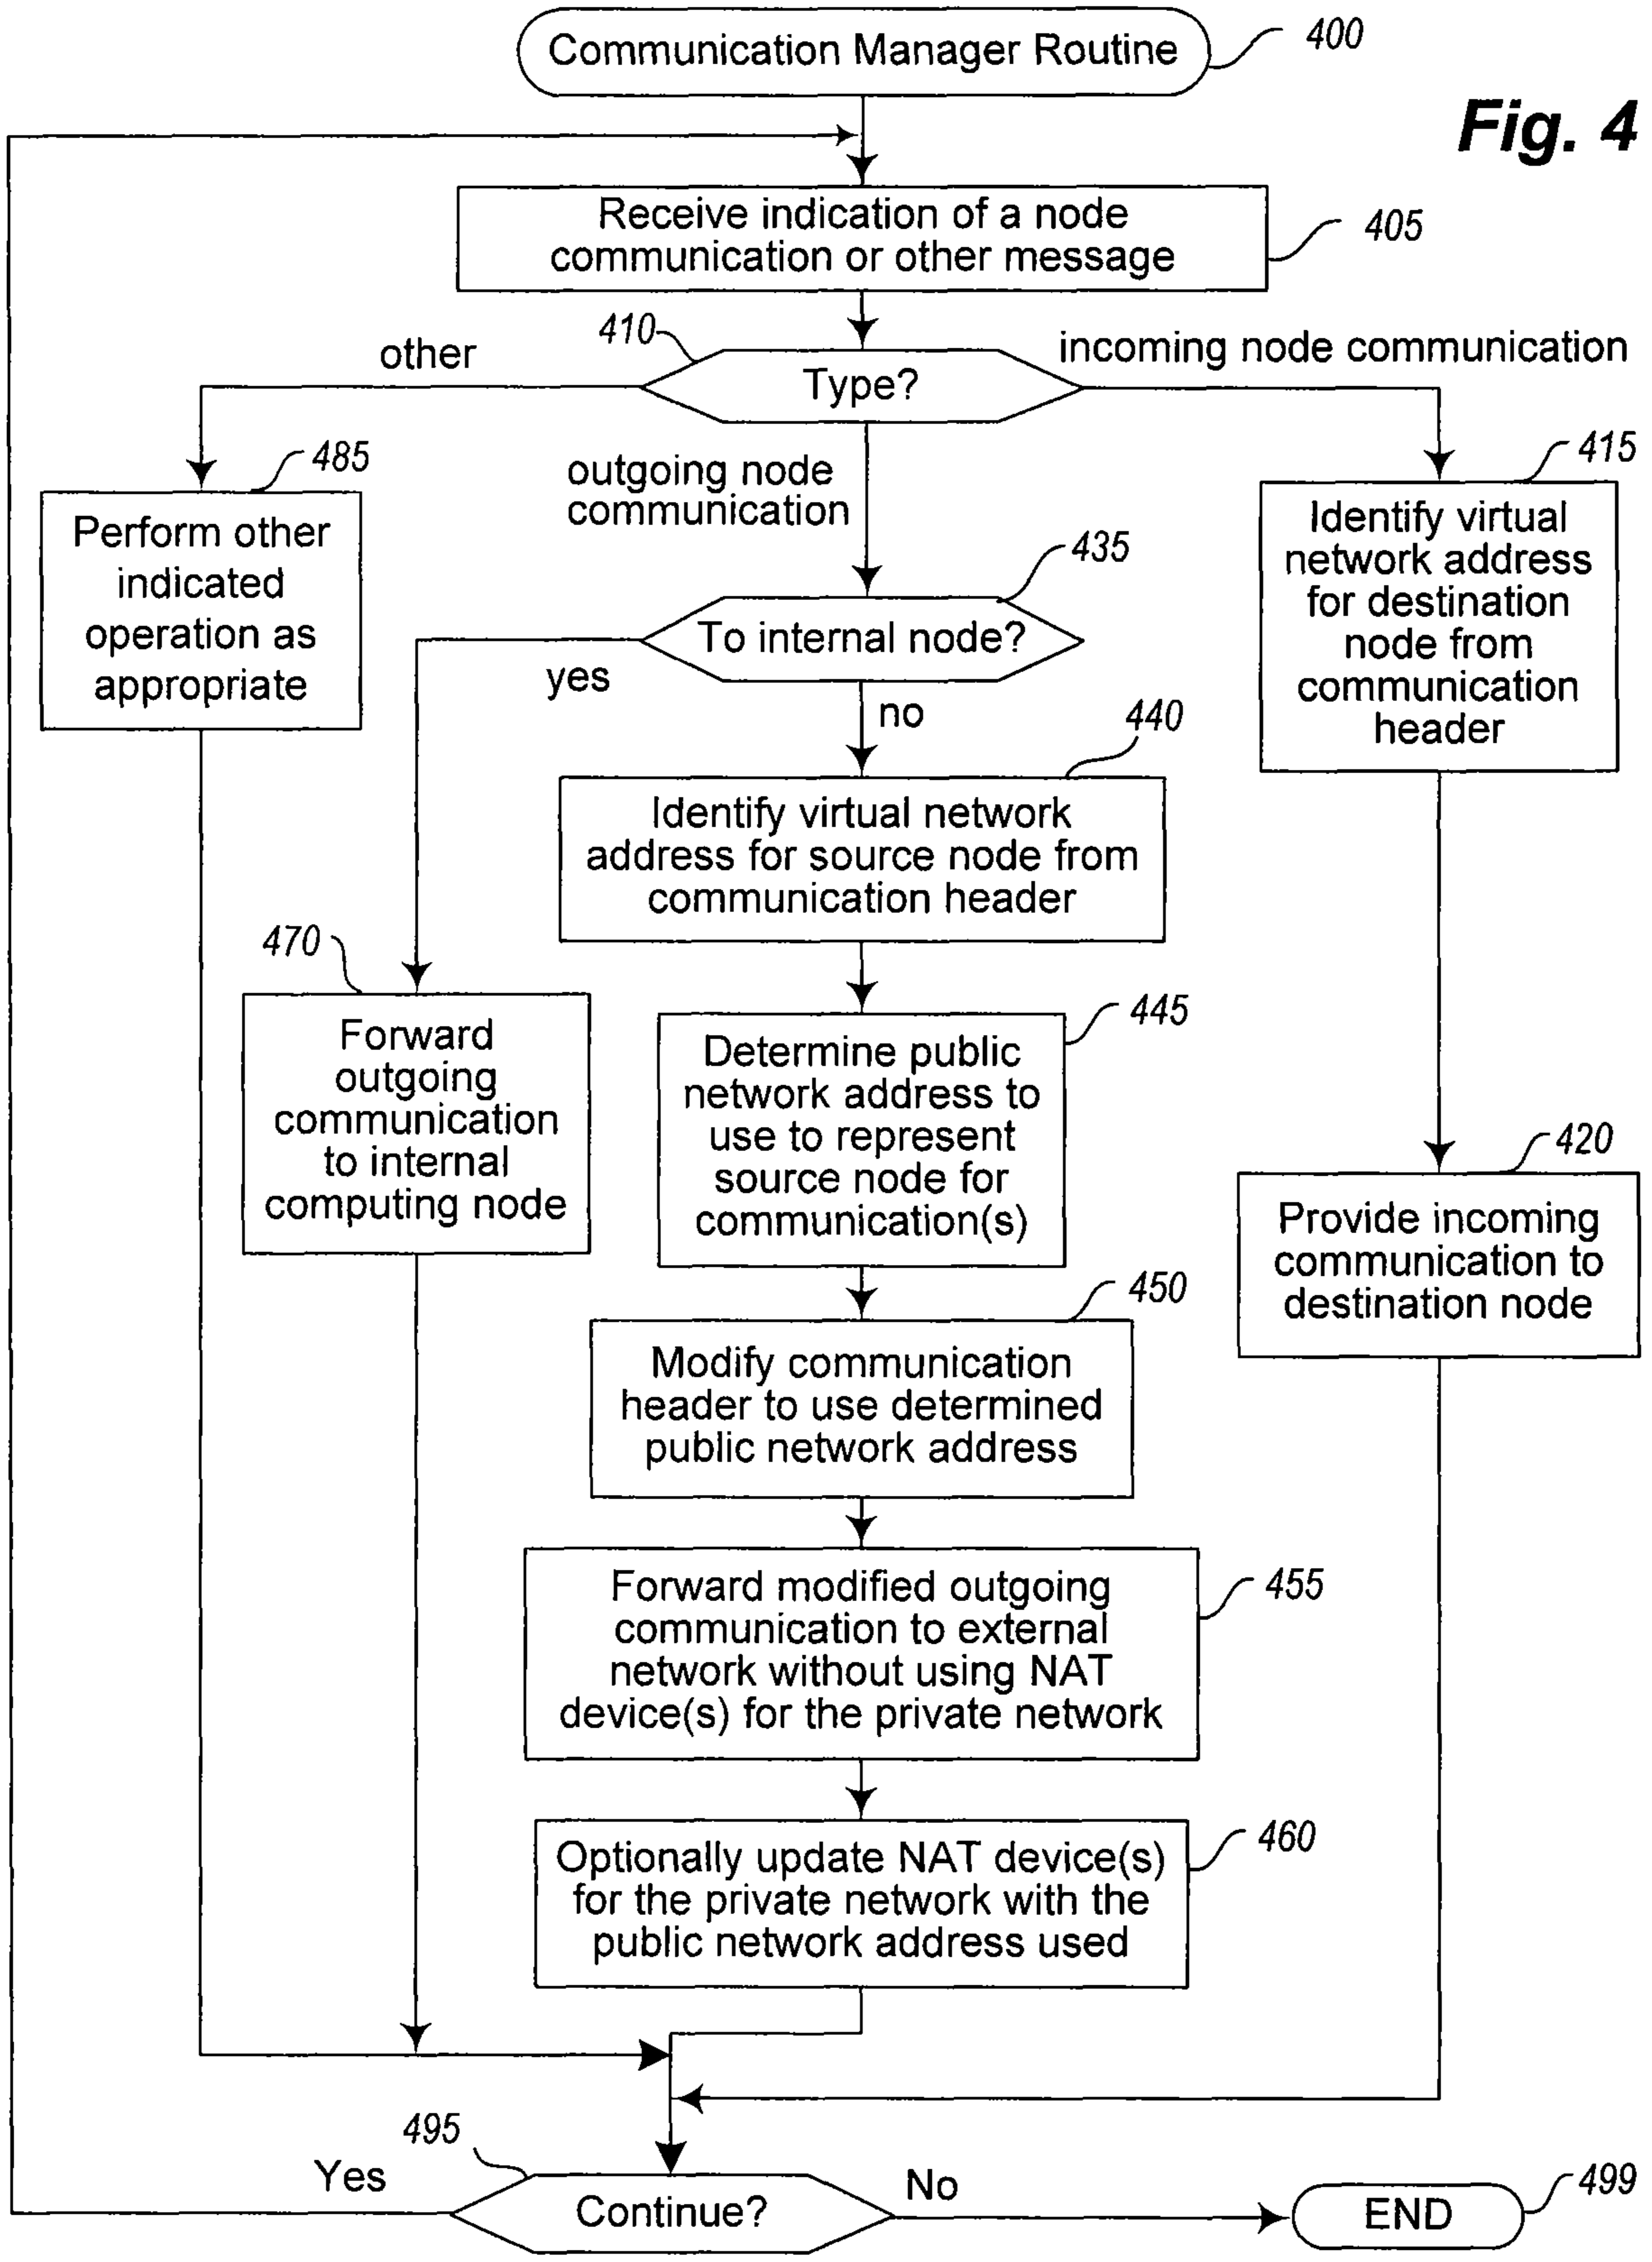 Communication Manager Routine
400
Fig. 4
Receive indication of a node
communication or other message
405
410
other
incoming node communication
Type?
485
outgoing node
communication
415
Perform other
indicated
operation as
appropriate
435
Identify virtual
network address
for destination
node from
communication
header
To internal node?
yes
no
440
Identify virtual network
address for source node from
communication header
470
445
Forward
outgoing
communication
to internal
computing node
Determine public
network address to
use to represent
source node for
communication(s)
420
Provide incoming
communication to
destination node
450
Modify communication
header to use determined
public network address
455
Forward modified outgoing
communication to external
network without using NAT
device(s) for the private network
460
Optionally update NAT device(s)
for the private network with the
public network address used
495
Yes
Continue?
No
END
499